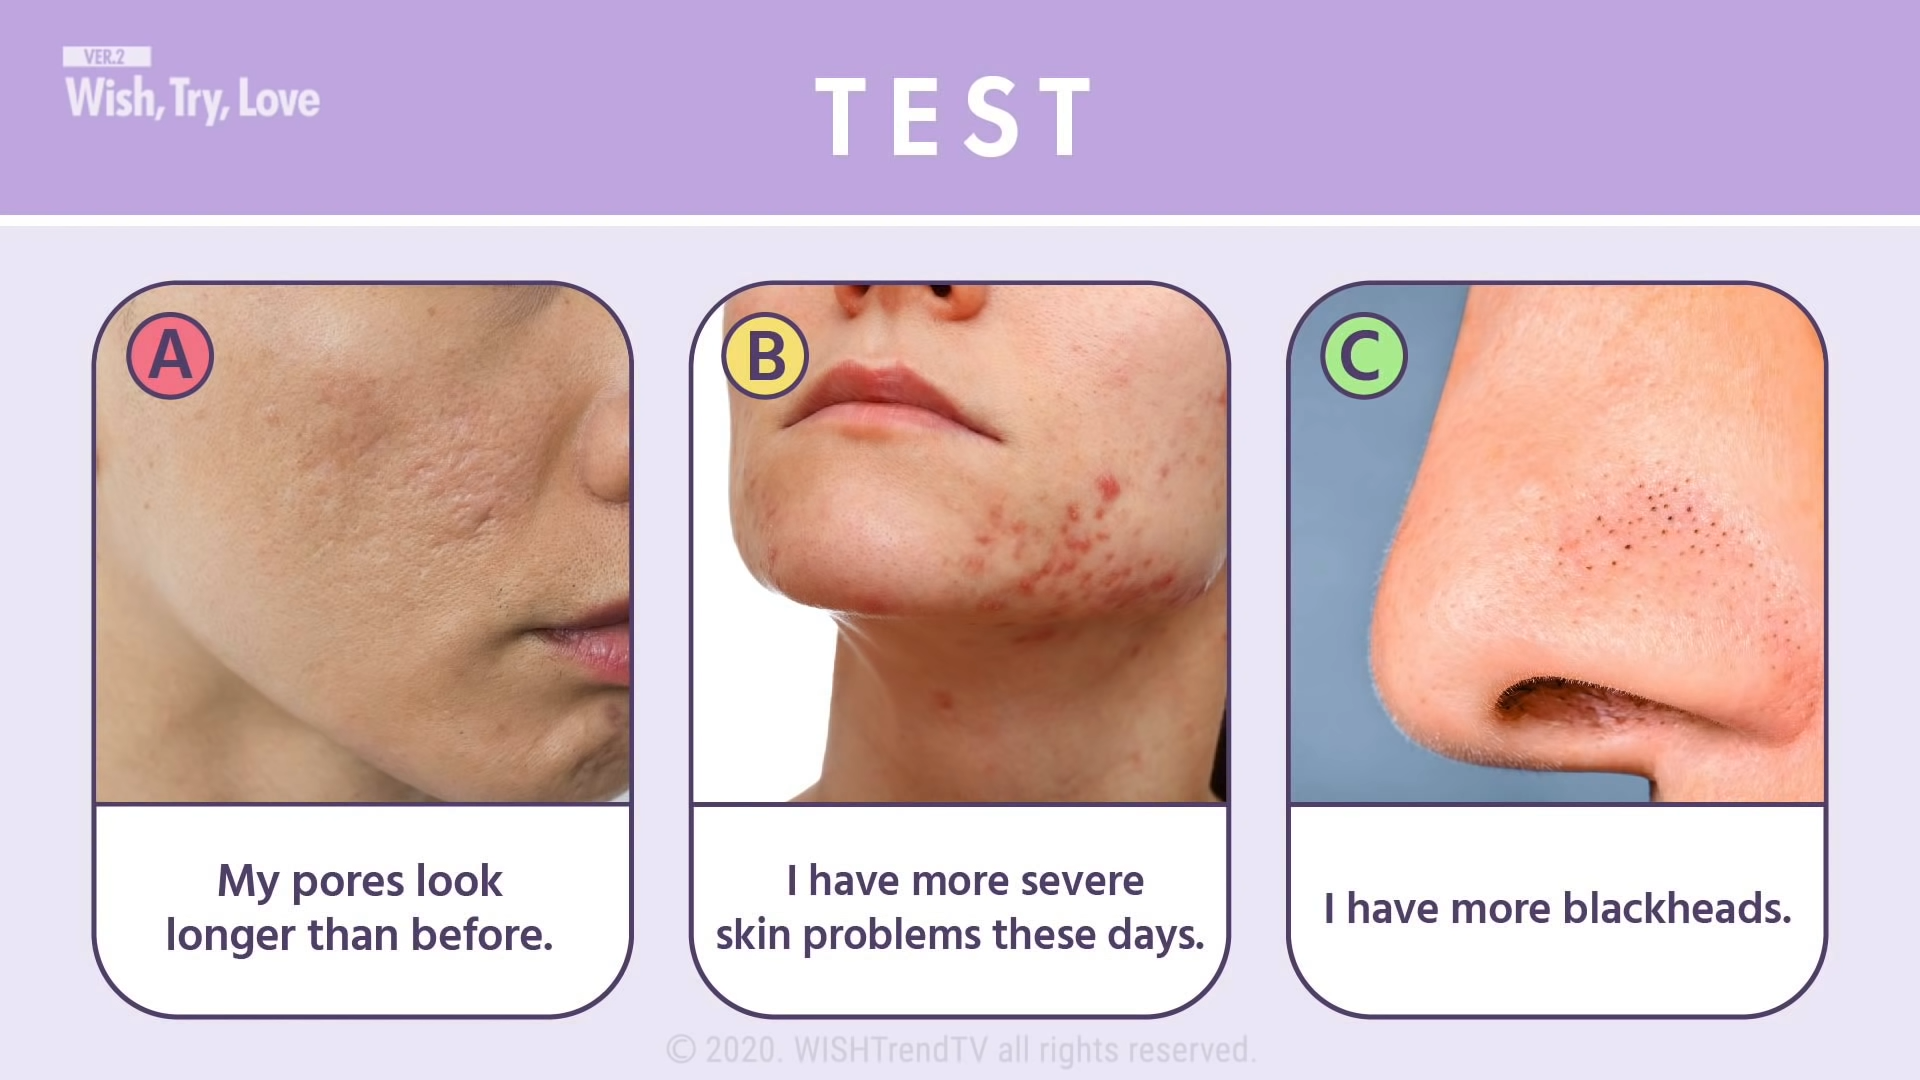 VER.2
Wish, Try, Love
TEST
A
My pores look
longer than before.
B
I have more severe
skin problems these days.
C
I have more blackheads.
© 2020. WISHTrendTV all rights reserved.